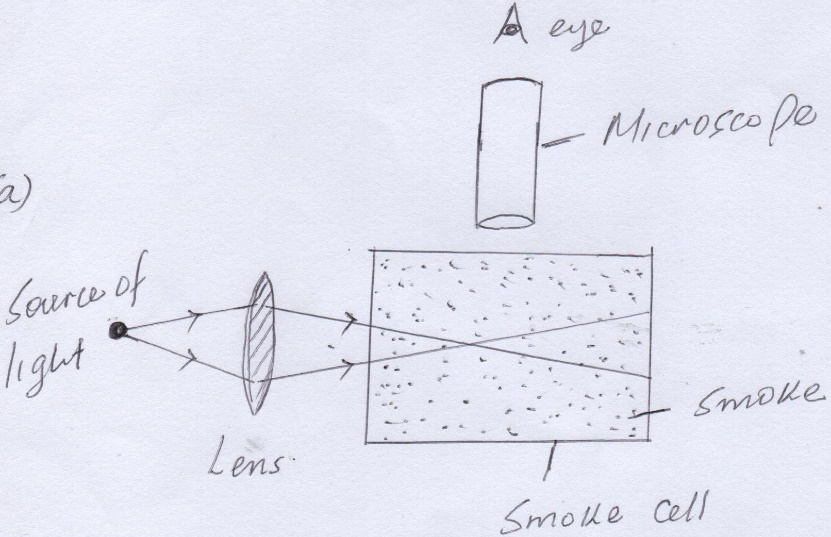 eye
Microscope
(a)
Source of
light
Lens.
Smoke
Smoke cell